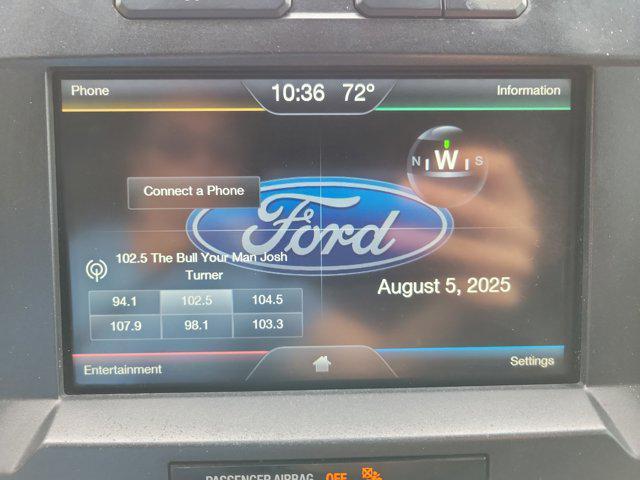 Phone
10:36 72°
Information
N W S
Connect a Phone
Ford
102.5 The Bull Your Man Josh
Turner
94.1 102.5 104.5
107.9 98.1 103.3
August 5, 2025
Entertainment
Settings
PASSENGER AIRBAG OFF